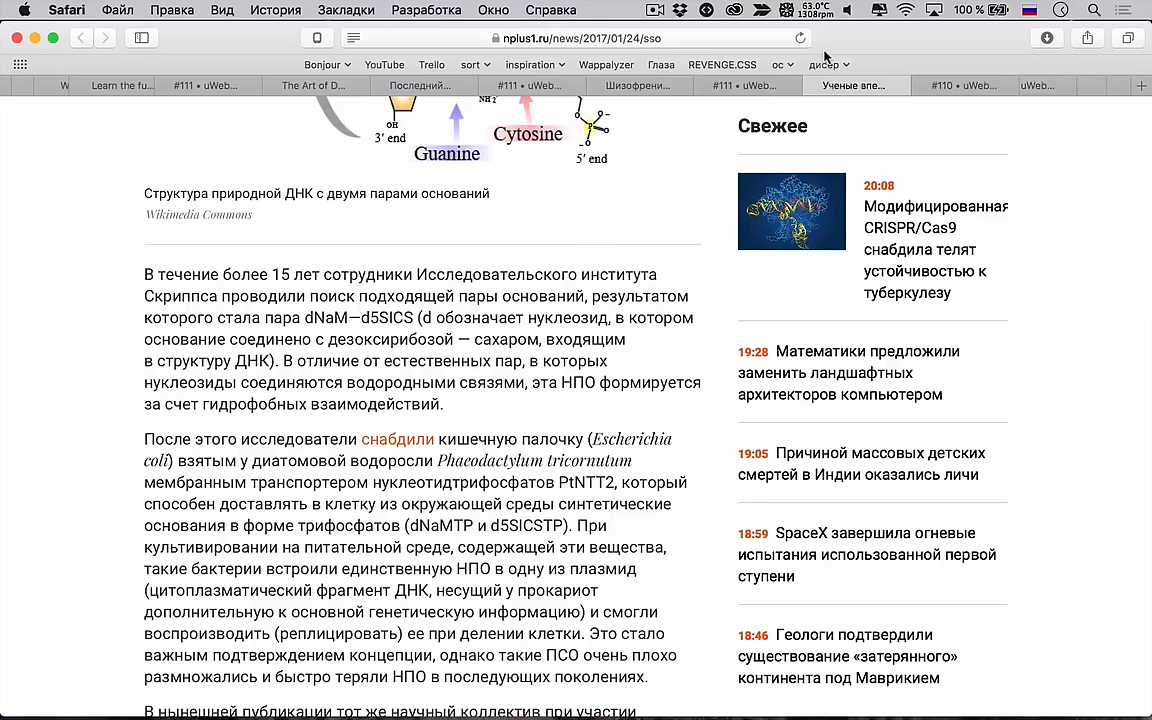 Safari Файл Правка Вид История Закладки Разработка Окно Справка 63.0°C 1308rpm 100 %
nplus1.ru/news/2017/01/24/sso
Bonjour YouTube Trello sort inspiration Wappalyzer Глаза REVENGE.CSS ос дисер
W Learn the fu... #111 • uWeb... The Art of D... Последний... #111 • uWeb... Шизофрени... #111 • uWeb... Ученые впе... #110 • uWeb... uWeb...
NH2
OH
3' end
Cytosine
Guanine
5' end
Структура природной ДНК с двумя парами оснований
Wikimedia Commons
В течение более 15 лет сотрудники Исследовательского института
Скриппса проводили поиск подходящей пары оснований, результатом
которого стала пара dNaM—d5SICS (d обозначает нуклеозид, в котором
основание соединено с дезоксирибозой — сахаром, входящим
в структуру ДНК). В отличие от естественных пар, в которых
нуклеозиды соединяются водородными связями, эта НПО формируется
за счет гидрофобных взаимодействий.
После этого исследователи снабдили кишечную палочку (Escherichia
coli) взятым у диатомовой водоросли Phaeodactylum tricornutum
мембранным транспортером нуклеотидтрифосфатов PtNTT2, который
способен доставлять в клетку из окружающей среды синтетические
основания в форме трифосфатов (dNaMTP и d5SICSTP). При
культивировании на питательной среде, содержащей эти вещества,
такие бактерии встроили единственную НПО в одну из плазмид
(цитоплазматический фрагмент ДНК, несущий у прокариот
дополнительную к основной генетическую информацию) и смогли
воспроизводить (реплицировать) ее при делении клетки. Это стало
важным подтверждением концепции, однако такие ПСО очень плохо
размножались и быстро теряли НПО в последующих поколениях.
В нынешней публикации тот же научный коллектив при участии
Свежее
20:08
Модифицированная
CRISPR/Cas9
снабдила телят
устойчивостью к
туберкулезу
19:28 Математики предложили
заменить ландшафтных
архитекторов компьютером
19:05 Причиной массовых детских
смертей в Индии оказались личи
18:59 SpaceX завершила огневые
испытания использованной первой
ступени
18:46 Геологи подтвердили
существование «затерянного»
континента под Маврикием